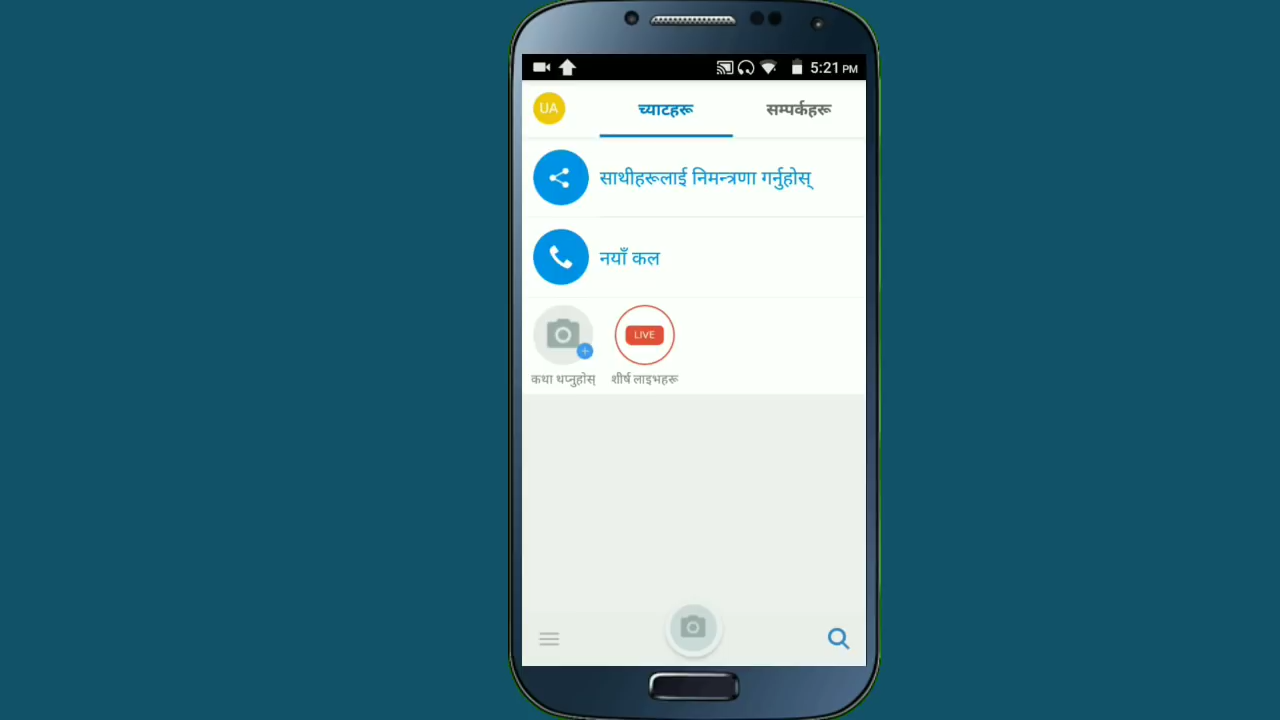 5:21 PM
UA
च्याटहरू
सम्पर्कहरू
साथीहरूलाई निमन्त्रणा गर्नुहोस्
नयाँ कल
LIVE
कथा थप्नुहोस्
शीर्ष लाइभहरू